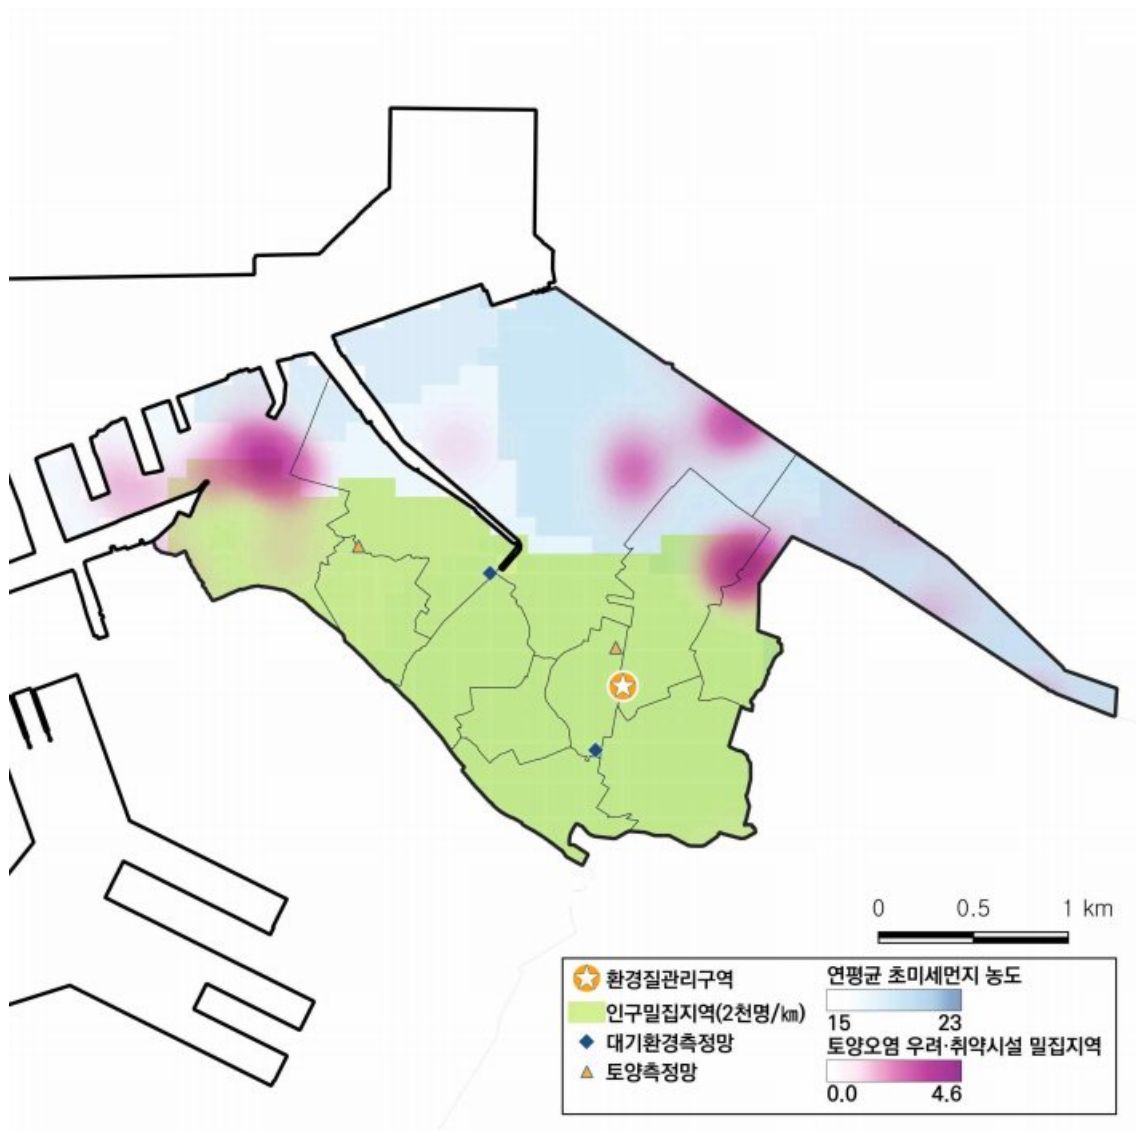 0 0.5 1 km
환경질관리구역
인구밀집지역(2천명/㎢)
대기환경측정망
토양측정망
연평균 초미세먼지 농도
15 23
토양오염 우려·취약시설 밀집지역
0.0 4.6